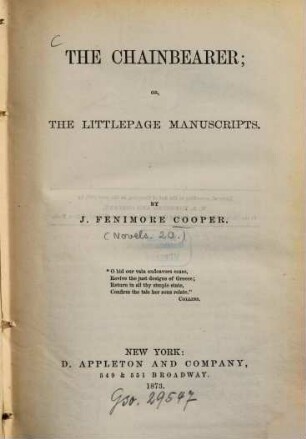 THE CHAINBEARER;
OR,
THE LITTLEPAGE MANUSCRIPTS.
BY
J. FENIMORE COOPER.
(Novels. 20.)
"O bid our vain endeavors cease,
Revive the just designs of Greece;
Return in all thy simple state,
Confirm the tale her sons relate."
COLLINS.
NEW YORK:
D. APPLETON AND COMPANY,
549 & 551 BROADWAY.
1873.
29597